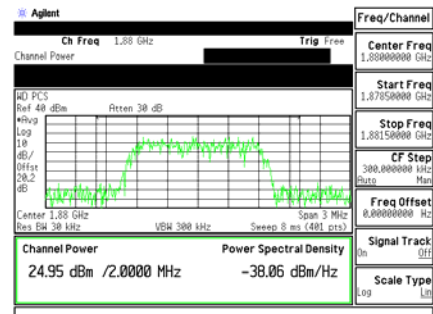 Agilent
Freq/Channel
Ch Freq 1.88 GHz Trig Free
Channel Power
Center Freq
1.88000000 GHz
Start Freq
1.87850000 GHz
Stop Freq
1.88150000 GHz
CF Step
300.000000 kHz
Auto Man
Freq Offset
0.00000000 Hz
Signal Track
On Off
Scale Type
Log Lin
WD PCS
Ref 40 dBm Atten 30 dB
#Avg
Log
10
dB/
Offst
20.2
dB
Center 1.88 GHz Span 3 MHz
Res BW 30 kHz VBW 300 kHz Sweep 8 ms (401 pts)
Channel Power Power Spectral Density
24.95 dBm /2.0000 MHz -38.06 dBm/Hz